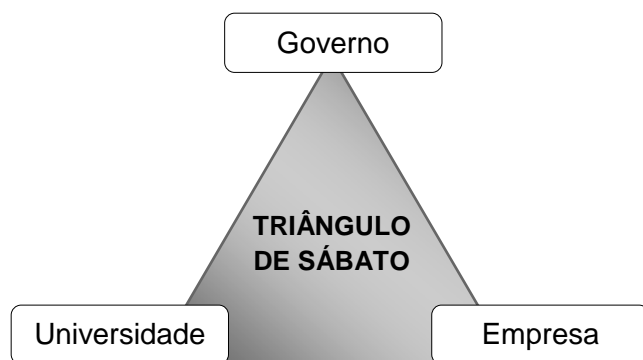 Governo
TRIÂNGULO
DE SÁBATO
Universidade
Empresa